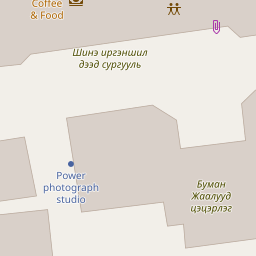 Coffee
& Food
Шинэ иргэншил
дээд сургууль
Power
photograph
studio
Буман
Жаалууд
цэцэрлэг